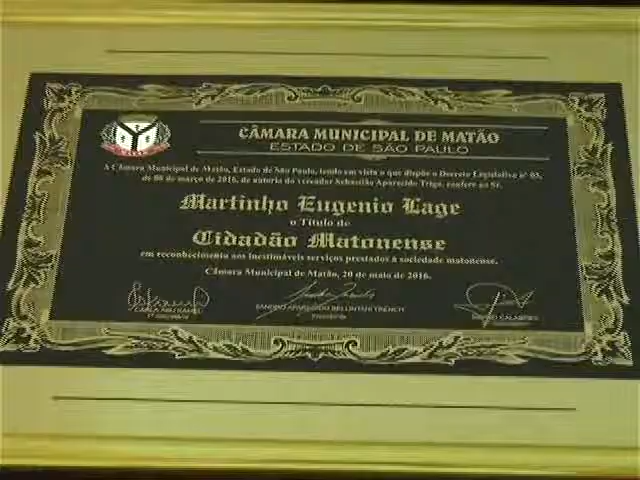 CÂMARA MUNICIPAL DE MATÃO
ESTADO DE SÃO PAULO
A Câmara Municipal de Matão, Estado de São Paulo, tendo em vista o que dispõe o Decreto Legislativo nº 03,
de 08 de março de 2016, de autoria do vereador Sebastião Aparecido Trigo, confere ao Sr.
Martinho Eugenio Lage
o Título de
Cidadão Matonense
em reconhecimento aos inestimáveis serviços prestados à sociedade matonense.
Câmara Municipal de Matão, 20 de maio de 2016.